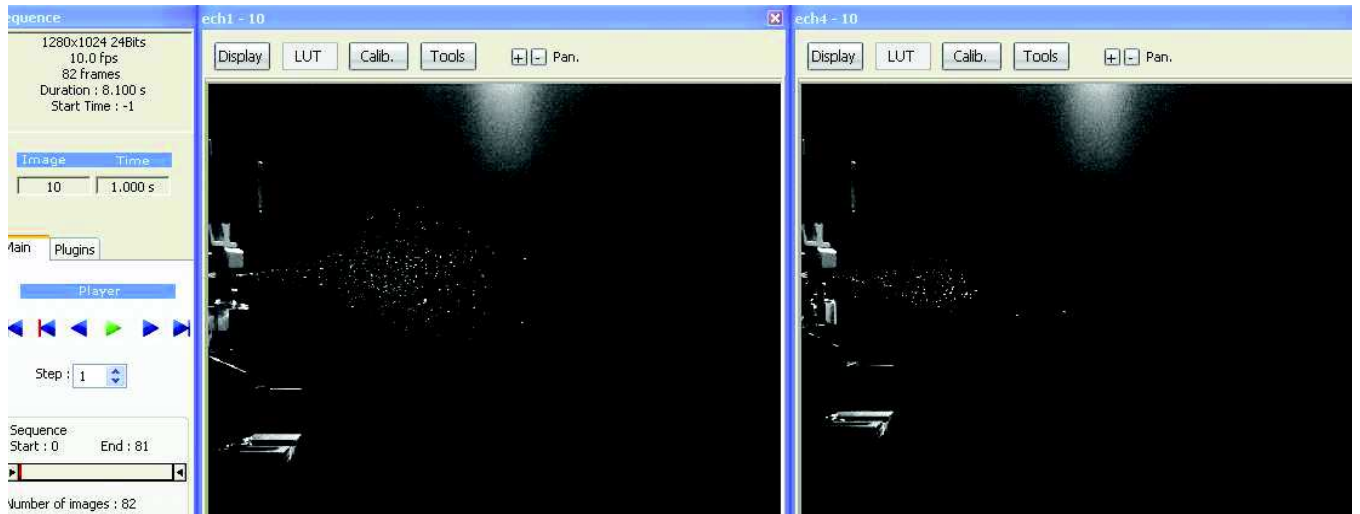 equence
1280x1024 24Bits
10.0 fps
82 frames
Duration : 8.100 s
Start Time : -1
Image Time
10 1.000 s
Main Plugins
Player
Step : 1
Sequence
Start : 0 End : 81
Number of images : 82
ech1 - 10
Display LUT Calib. Tools + - Pan.
ech4 - 10
Display LUT Calib. Tools + - Pan.